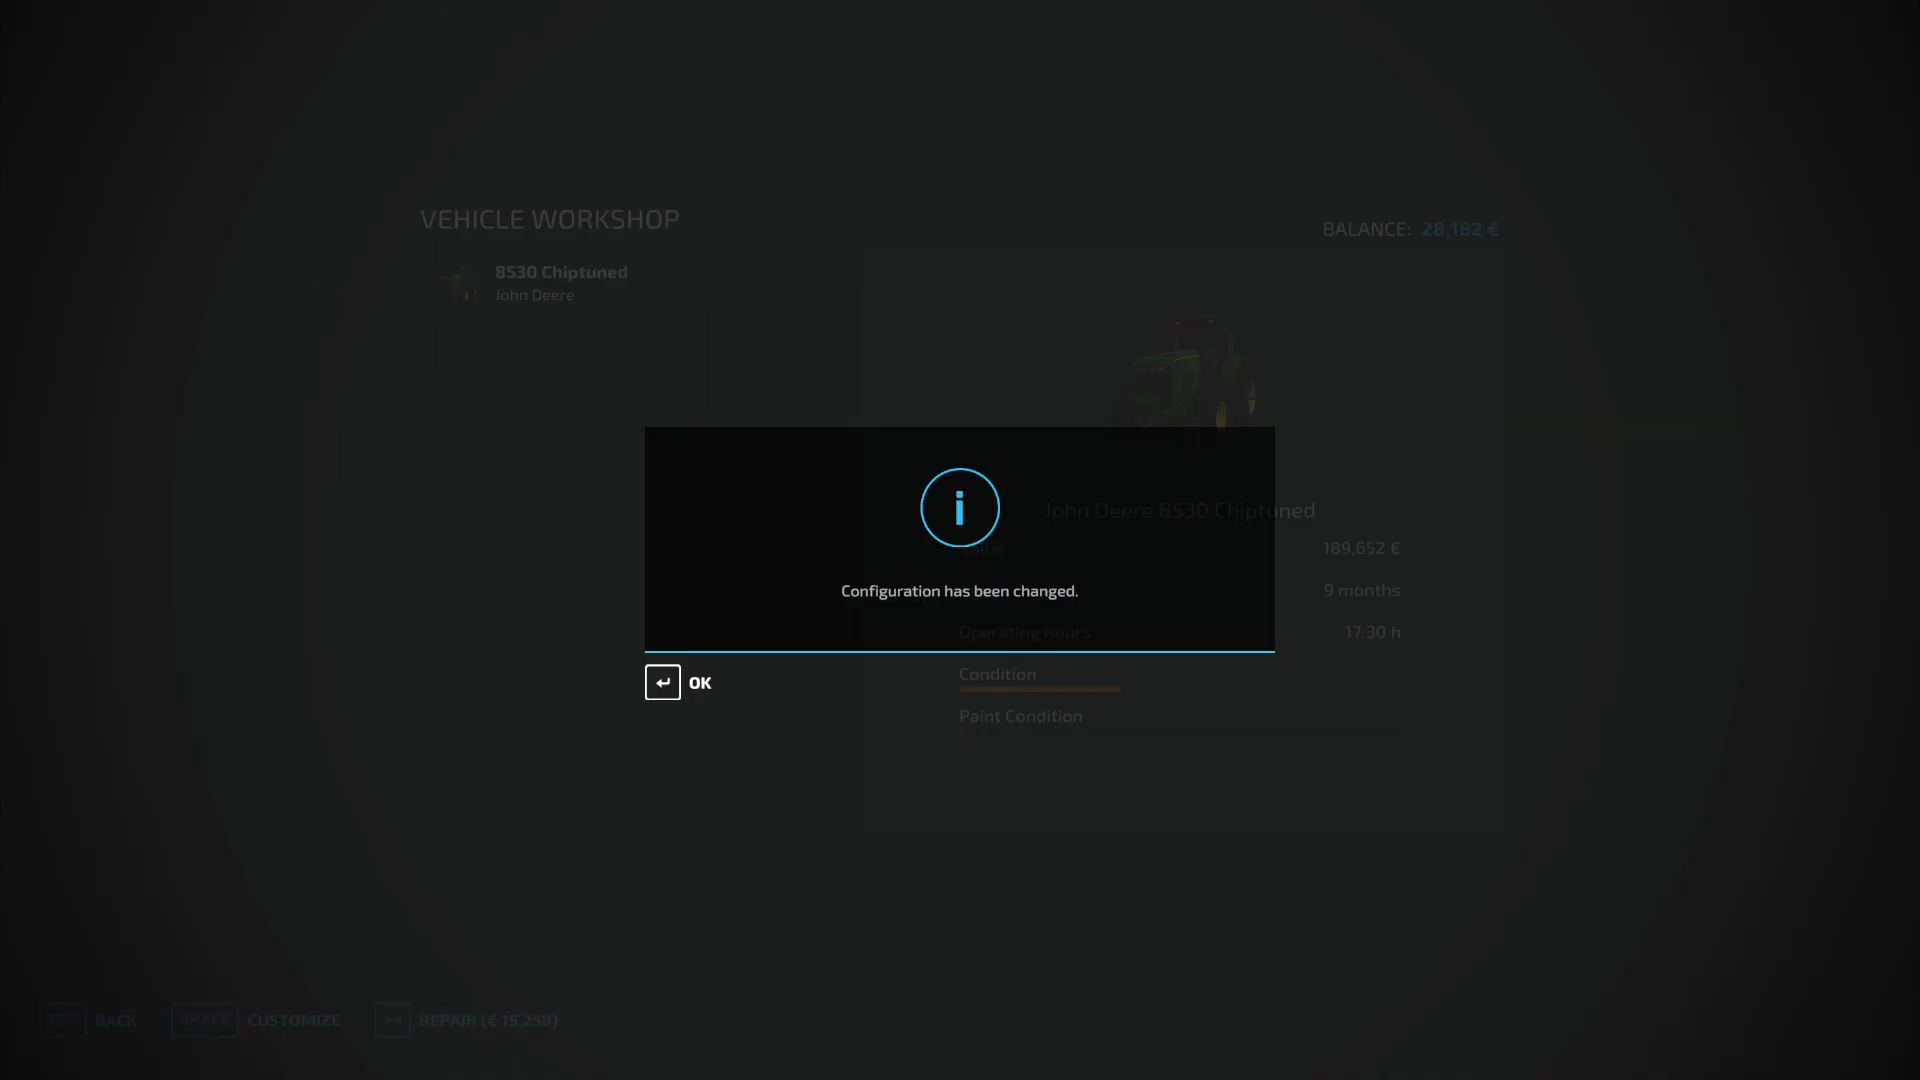 VEHICLE WORKSHOP
BALANCE: 28,182 €
8530 Chiptuned
John Deere
John Deere 8530 Chiptuned
Value
189,652 €
Configuration has been changed.
9 months
Operating hours
17.30 h
OK
Condition
Paint Condition
BACK
SPACE CUSTOMIZE
REPAIR (€ 15,258)